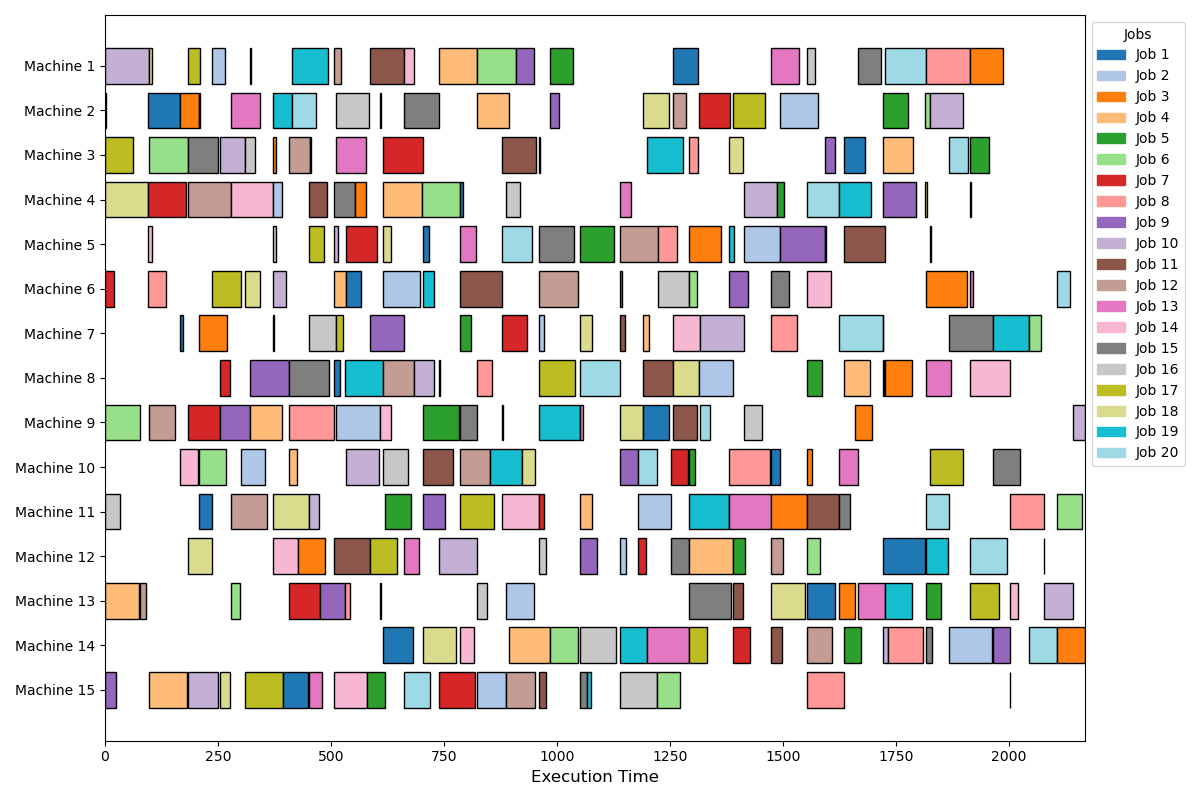 Machine 1
Machine 2
Machine 3
Machine 4
Machine 5
Machine 6
Machine 7
Machine 8
Machine 9
Machine 10
Machine 11
Machine 12
Machine 13
Machine 14
Machine 15
0 250 500 750 1000 1250 1500 1750 2000
Execution Time
Jobs
Job 1
Job 2
Job 3
Job 4
Job 5
Job 6
Job 7
Job 8
Job 9
Job 10
Job 11
Job 12
Job 13
Job 14
Job 15
Job 16
Job 17
Job 18
Job 19
Job 20